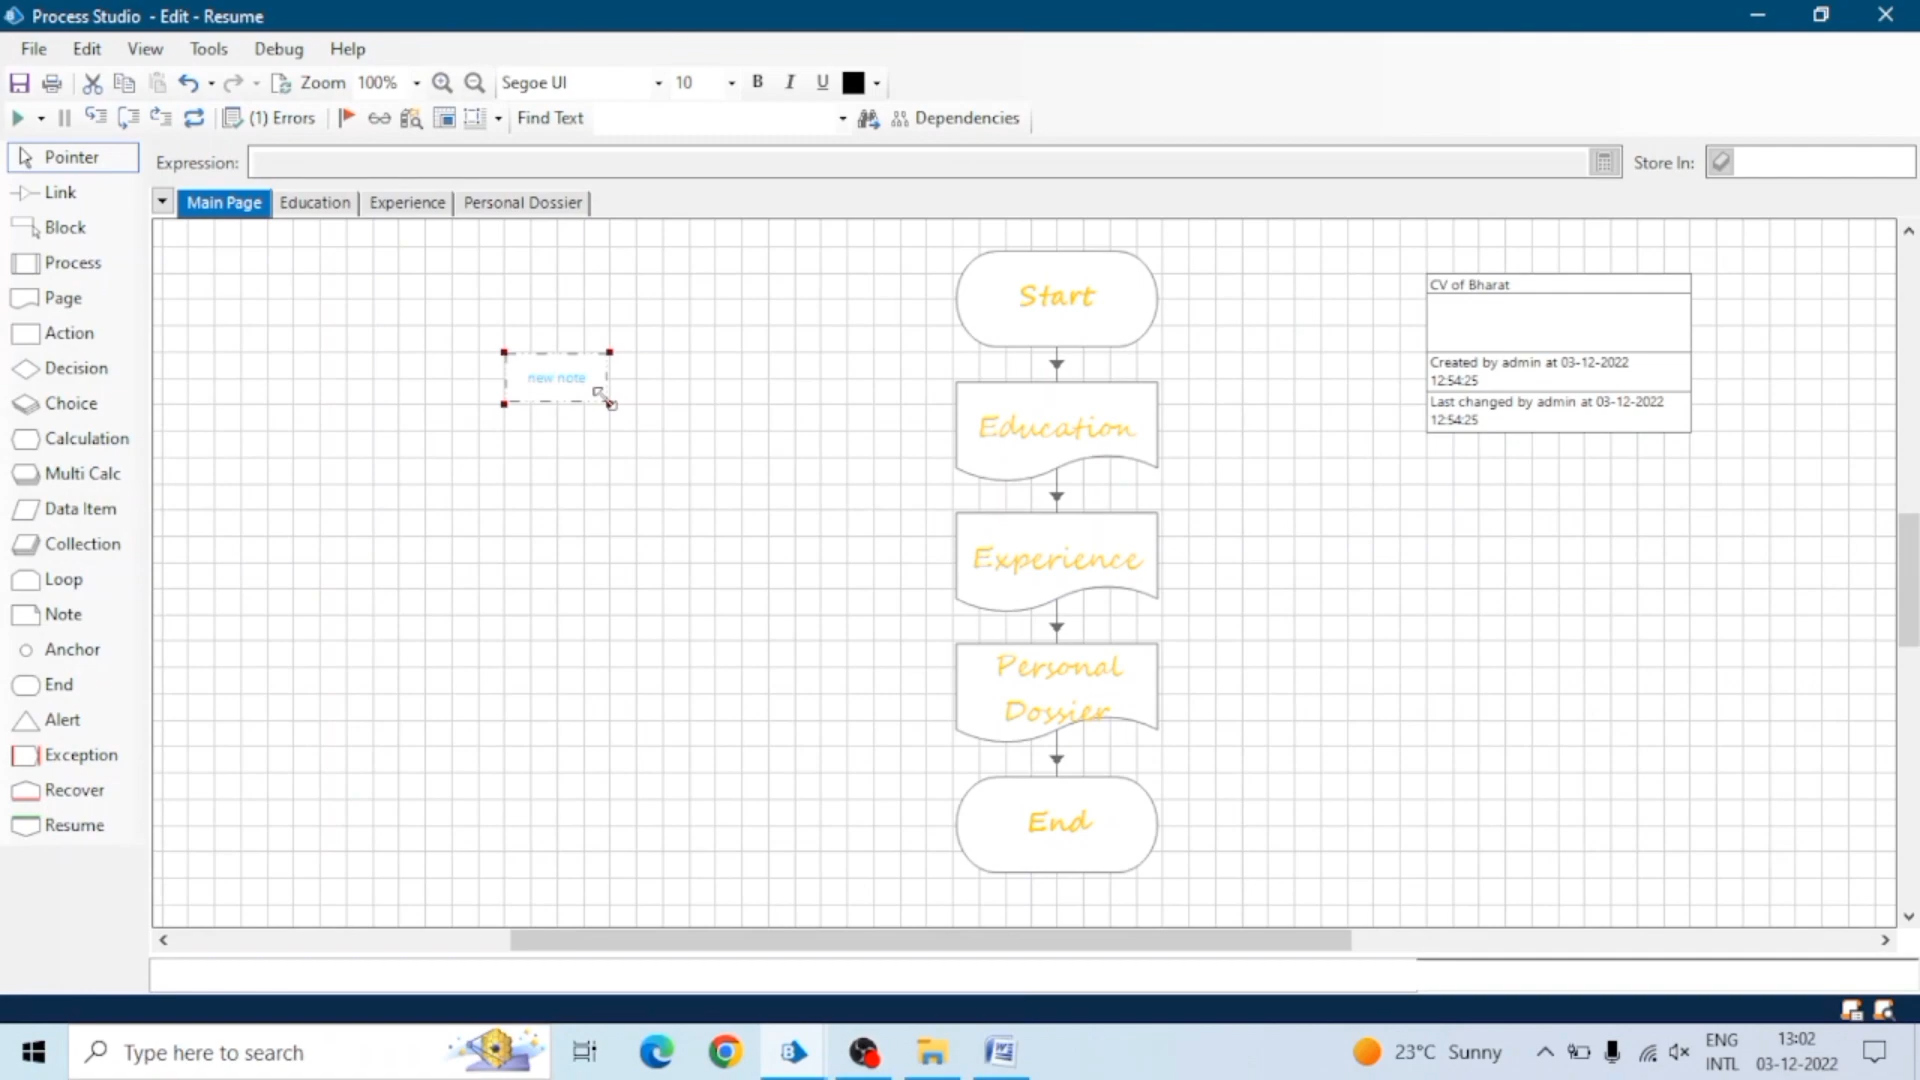 Process Studio - Edit - Resume
File Edit View Tools Debug Help
Zoom 100% Segoe UI 10 B I U
(1) Errors Find Text Dependencies
Pointer
Expression: Store In:
Link
Main Page Education Experience Personal Dossier
Block
Process
Page
Action
Decision
Choice
Calculation
Multi Calc
Data Item
Collection
Loop
Note
Anchor
End
Alert
Exception
Recover
Resume
new note
Start
Education
Experience
Personal
Dossier
End
CV of Bharat
Created by admin at 03-12-2022
12:54:25
Last changed by admin at 03-12-2022
12:54:25
Type here to search
23°C Sunny
ENG
INTL
13:02
03-12-2022